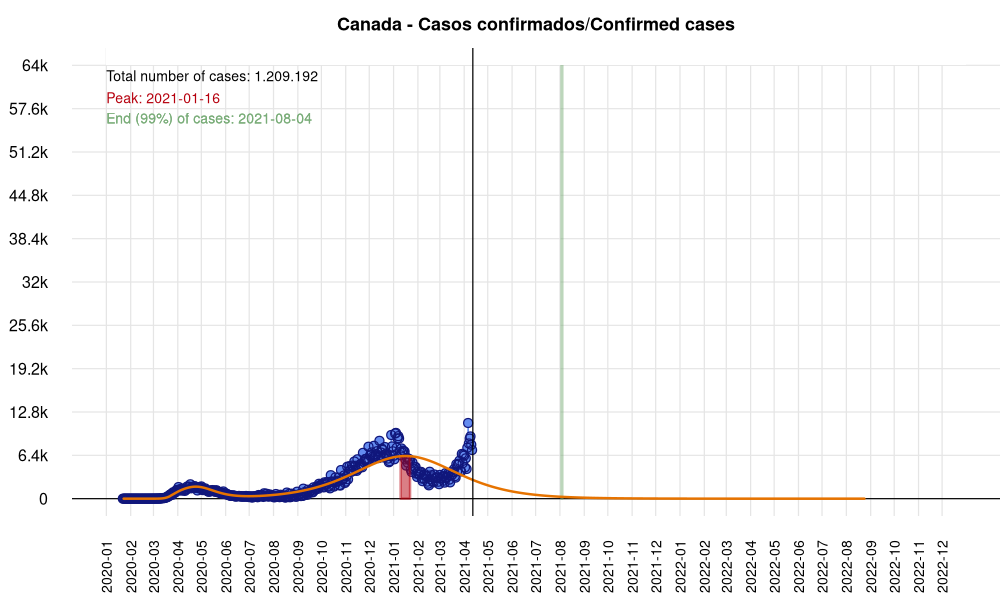 Canada - Casos confirmados/Confirmed cases
Total number of cases: 1.209.192
Peak: 2021-01-16
End (99%) of cases: 2021-08-04
64k
57.6k
51.2k
44.8k
38.4k
32k
25.6k
19.2k
12.8k
6.4k
0
2020-01
2020-02
2020-03
2020-04
2020-05
2020-06
2020-07
2020-08
2020-09
2020-10
2020-11
2020-12
2021-01
2021-02
2021-03
2021-04
2021-05
2021-06
2021-07
2021-08
2021-09
2021-10
2021-11
2021-12
2022-01
2022-02
2022-03
2022-04
2022-05
2022-06
2022-07
2022-08
2022-09
2022-10
2022-11
2022-12